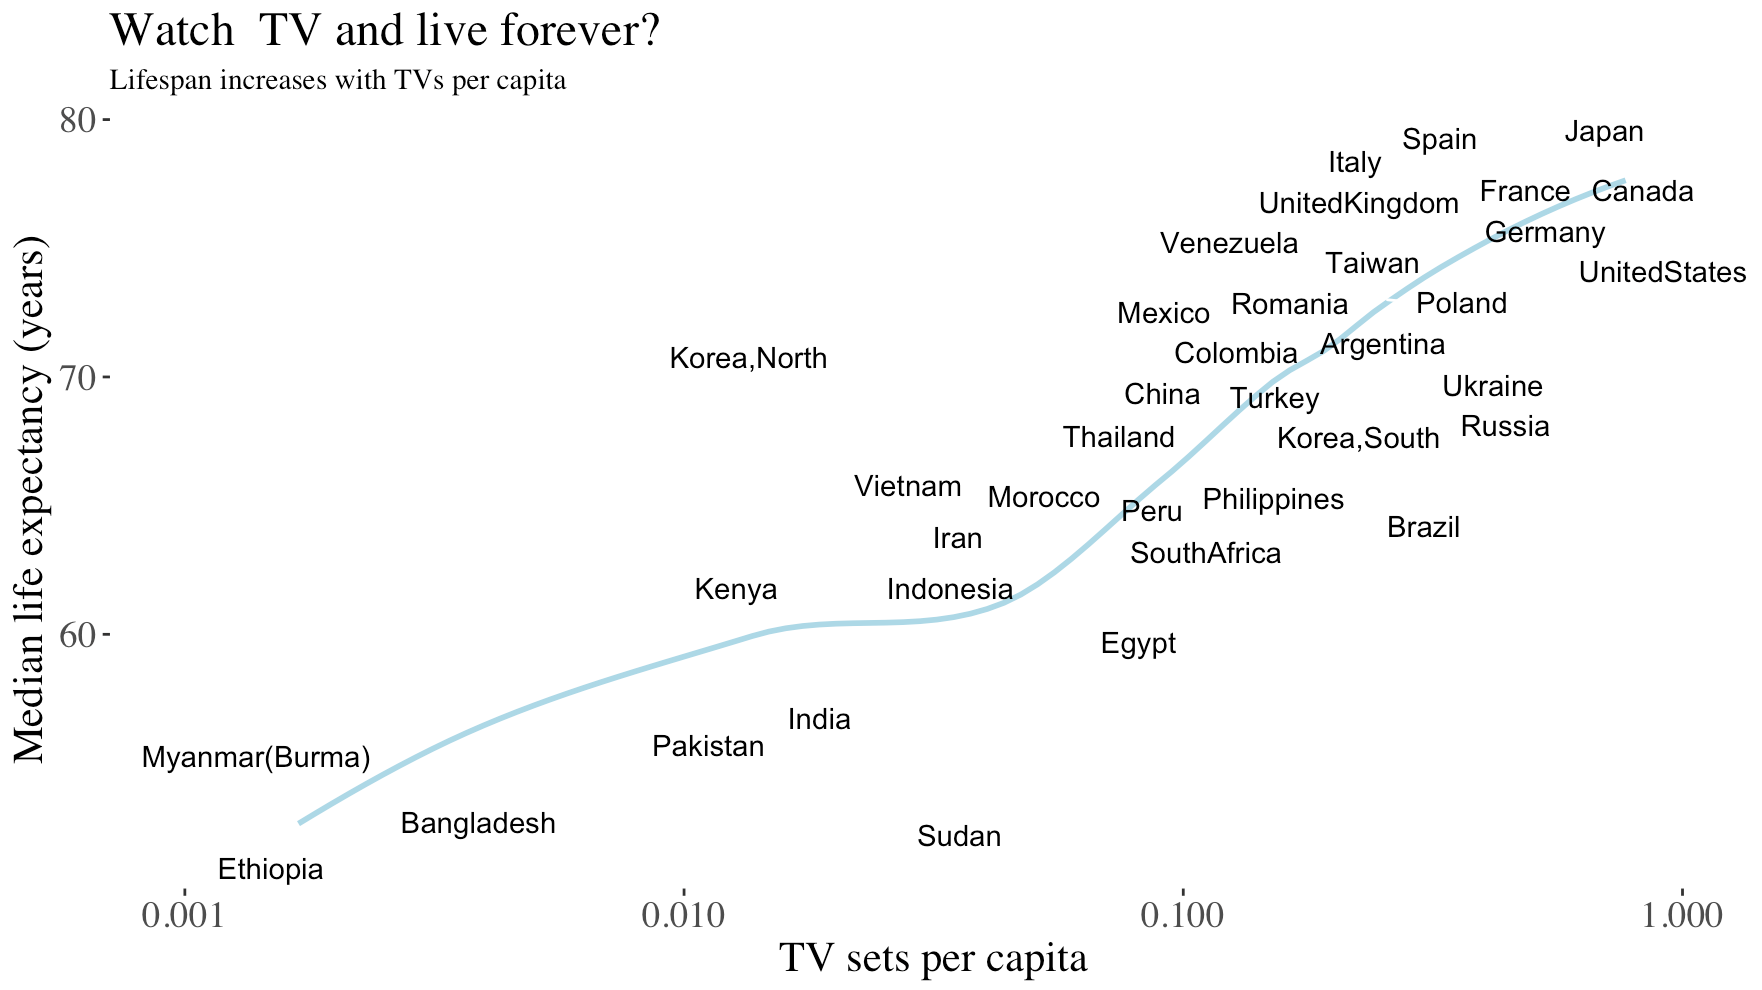 Watch  TV and live forever?
Lifespan increases with TVs per capita
Median life expectancy (years)
80
70
60
Japan
Spain
Italy
France
Canada
UnitedKingdom
Germany
Venezuela
Taiwan
UnitedStates
Romania
Poland
Mexico
Argentina
Colombia
Korea,North
Ukraine
China
Turkey
Russia
Thailand
Korea,South
Vietnam
Morocco
Philippines
Peru
Brazil
Iran
SouthAfrica
Kenya
Indonesia
Egypt
India
Pakistan
Myanmar(Burma)
Bangladesh
Sudan
Ethiopia
0.001
0.010
0.100
1.000
TV sets per capita